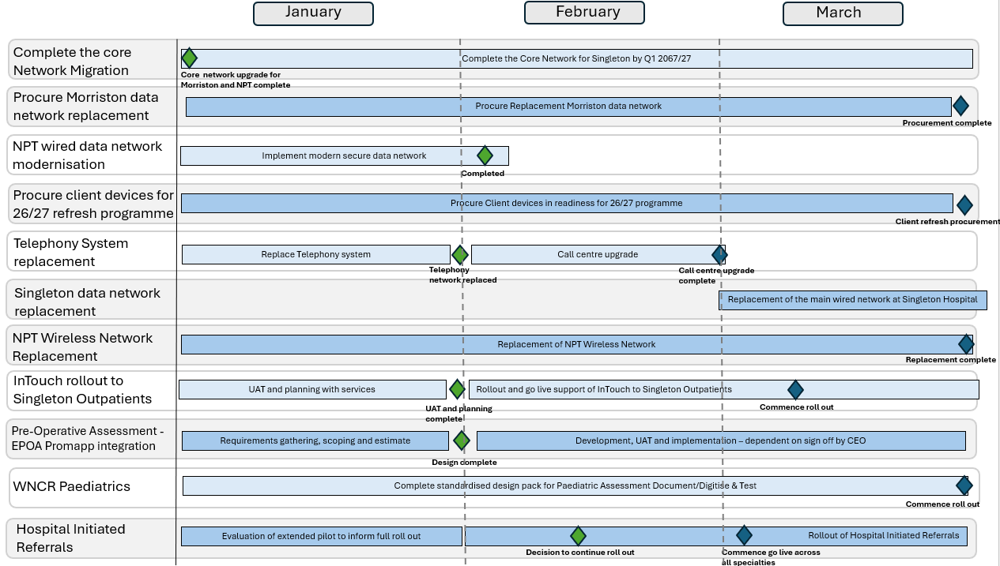 January
February
March
Complete the core
Network Migration
Complete the Core Network for Singleton by Q1 2067/27
Core network upgrade for
Morriston and NPT complete
Procure Morriston data
network replacement
Procure Replacement Morriston data network
Procurement complete
NPT wired data network
modernisation
Implement modern secure data network
Completed
Procure client devices for
26/27 refresh programme
Procure Client devices in readiness for 26/27 programme
Client refresh procurement
Telephony System
replacement
Replace Telephony system
Telephony
network replaced
Call centre upgrade
Call centre upgrade
complete
Singleton data network
replacement
Replacement of the main wired network at Singleton Hospital
NPT Wireless Network
Replacement
Replacement of NPT Wireless Network
Replacement complete
InTouch rollout to
Singleton Outpatients
UAT and planning with services
UAT and planning
complete
Rollout and go live support of InTouch to Singleton Outpatients
Commence roll out
Pre-Operative Assessment -
EPOA Promapp integration
Requirements gathering, scoping and estimate
Design complete
Development, UAT and implementation – dependent on sign off by CEO
WNCR Paediatrics
Complete standardised design pack for Paediatric Assessment Document/Digitise & Test
Commence roll out
Hospital Initiated
Referrals
Evaluation of extended pilot to inform full roll out
Decision to continue roll out
Rollout of Hospital Initiated Referrals
Commence go live across
all specialties